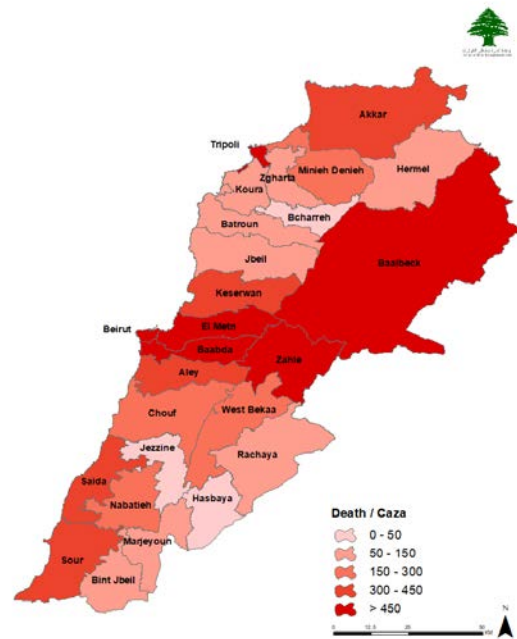 Akkar
Tripoli
Zgharta
Minieh Denieh
Hermel
Koura
Bcharreh
Batroun
Jbeil
Baalbeck
Keserwan
El Metn
Beirut
Baabda
Zahle
Aley
Chouf
West Bekaa
Jezzine
Rachaya
Saida
Hasbaya
Nabatieh
Marjeyoun
Sour
Bint Jbeil
Death / Caza
0 - 50
50 - 150
150 - 300
300 - 450
> 450
N